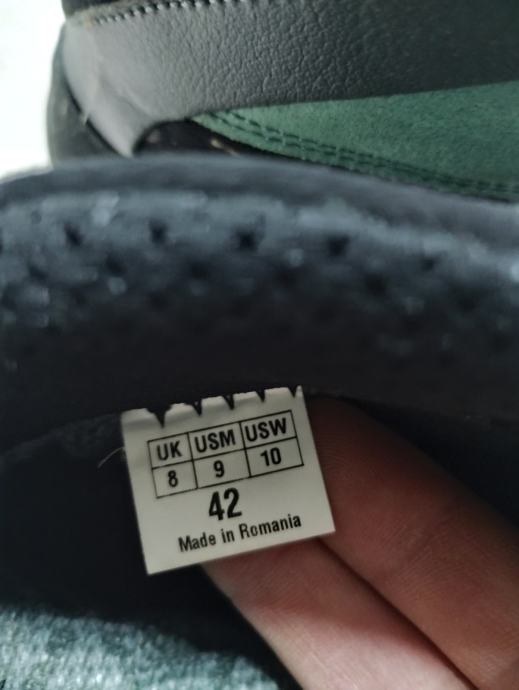 UK USM USW
8 9 10
42
Made in Romania